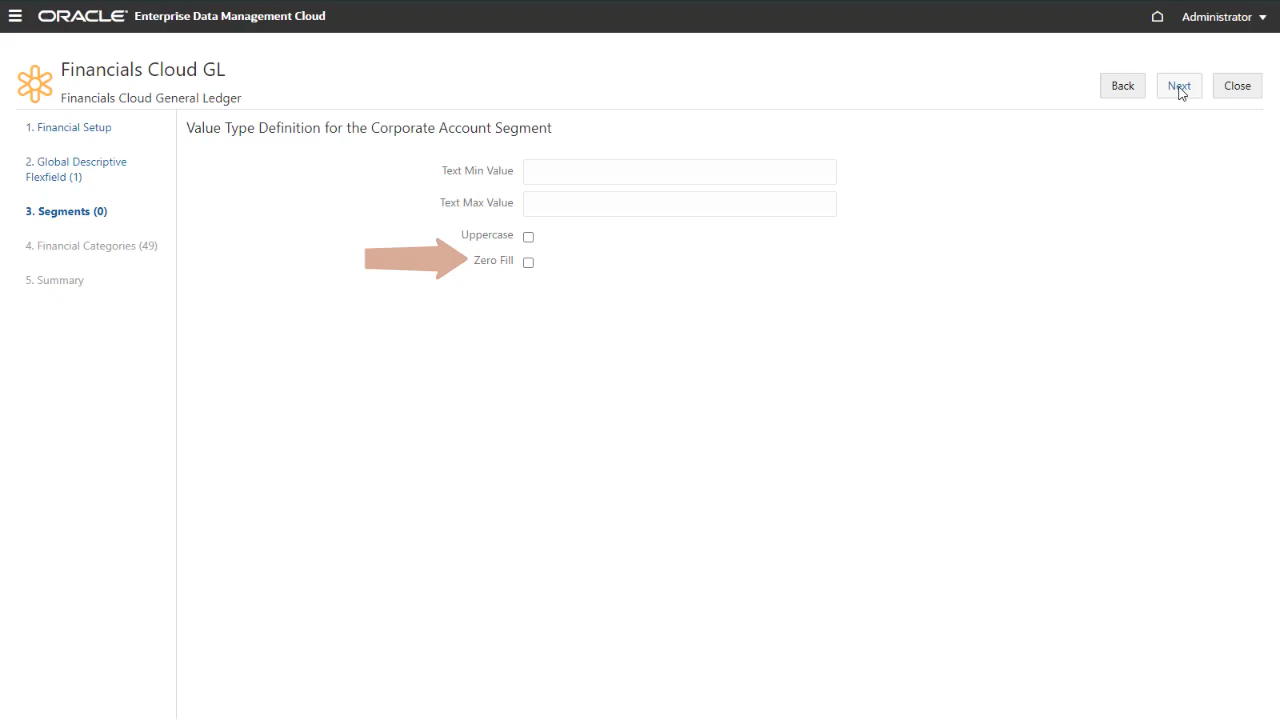 ORACLE Enterprise Data Management Cloud
Administrator
Financials Cloud GL
Financials Cloud General Ledger
Back
Next
Close
1. Financial Setup
2. Global Descriptive
Flexfield (1)
3. Segments (0)
4. Financial Categories (49)
5. Summary
Value Type Definition for the Corporate Account Segment
Text Min Value
Text Max Value
Uppercase
Zero Fill